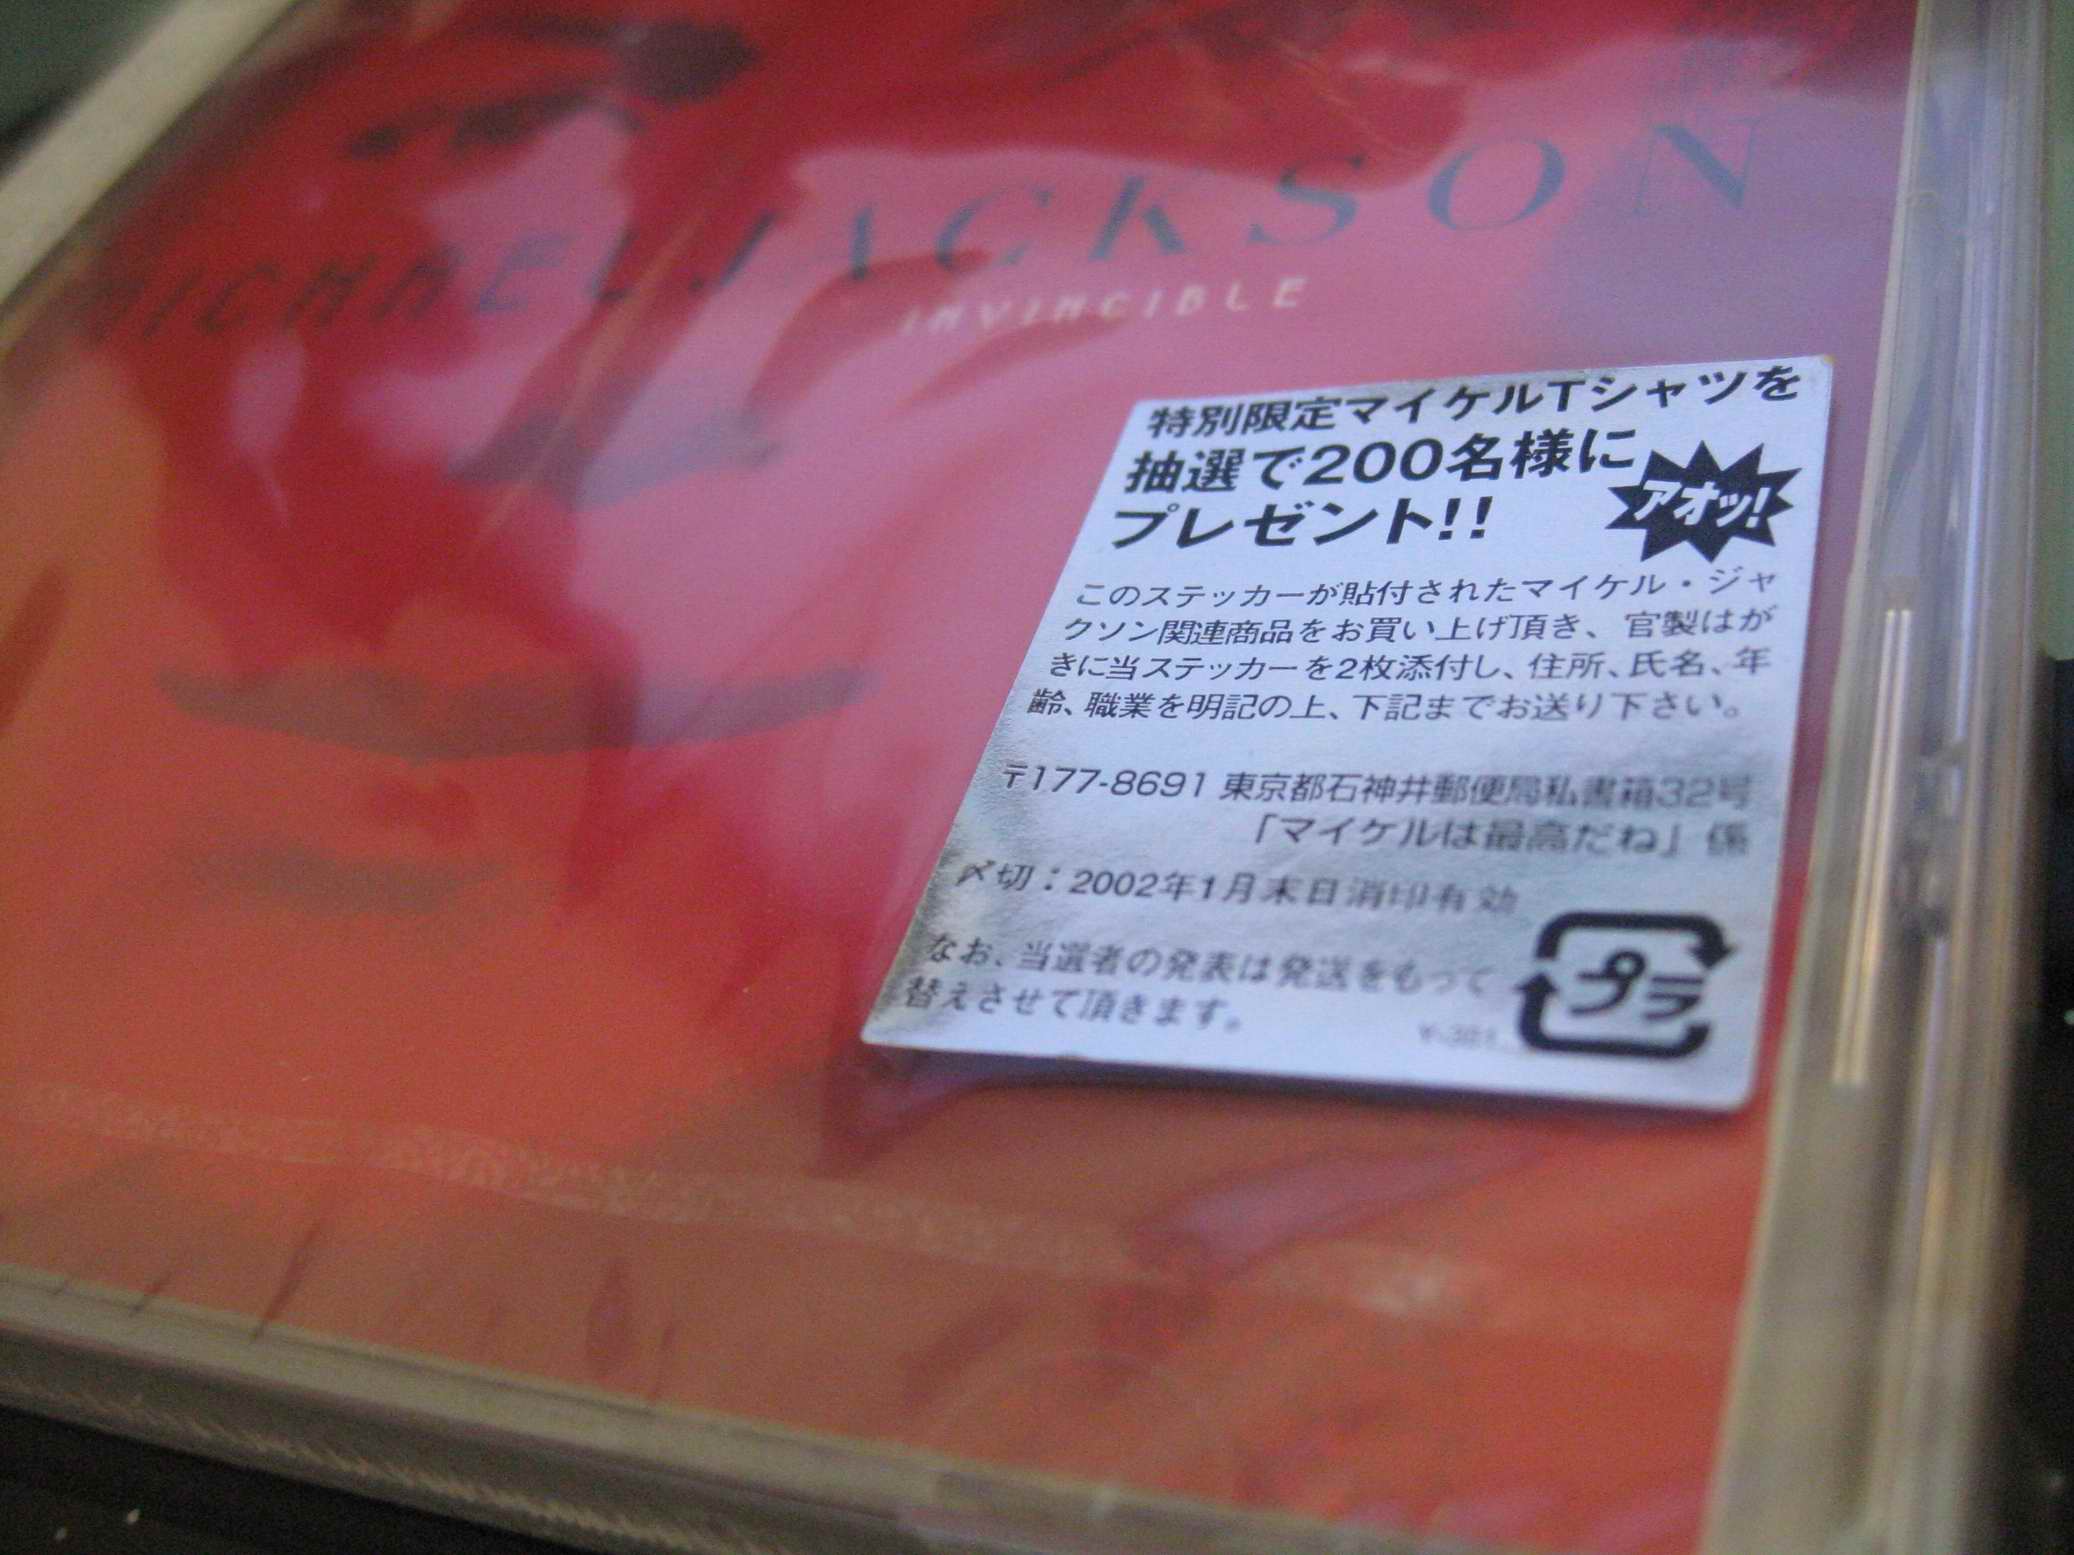 MICHAEL JACKSON
INVINCIBLE
特別限定マイケルTシャツを
抽選で200名様に
プレゼント!!
アオッ!
このステッカーが貼付されたマイケル・ジャ
クソン関連商品をお買い上げ頂き、官製はが
きに当ステッカーを2枚添付し、住所、氏名、年
齢、職業を明記の上、下記までお送り下さい。
〒177-8691 東京都石神井郵便局私書箱32号
「マイケルは最高だね」係
〆切：2002年1月末日消印有効
なお、当選者の発表は発送をもって
替えさせて頂きます。
プラ